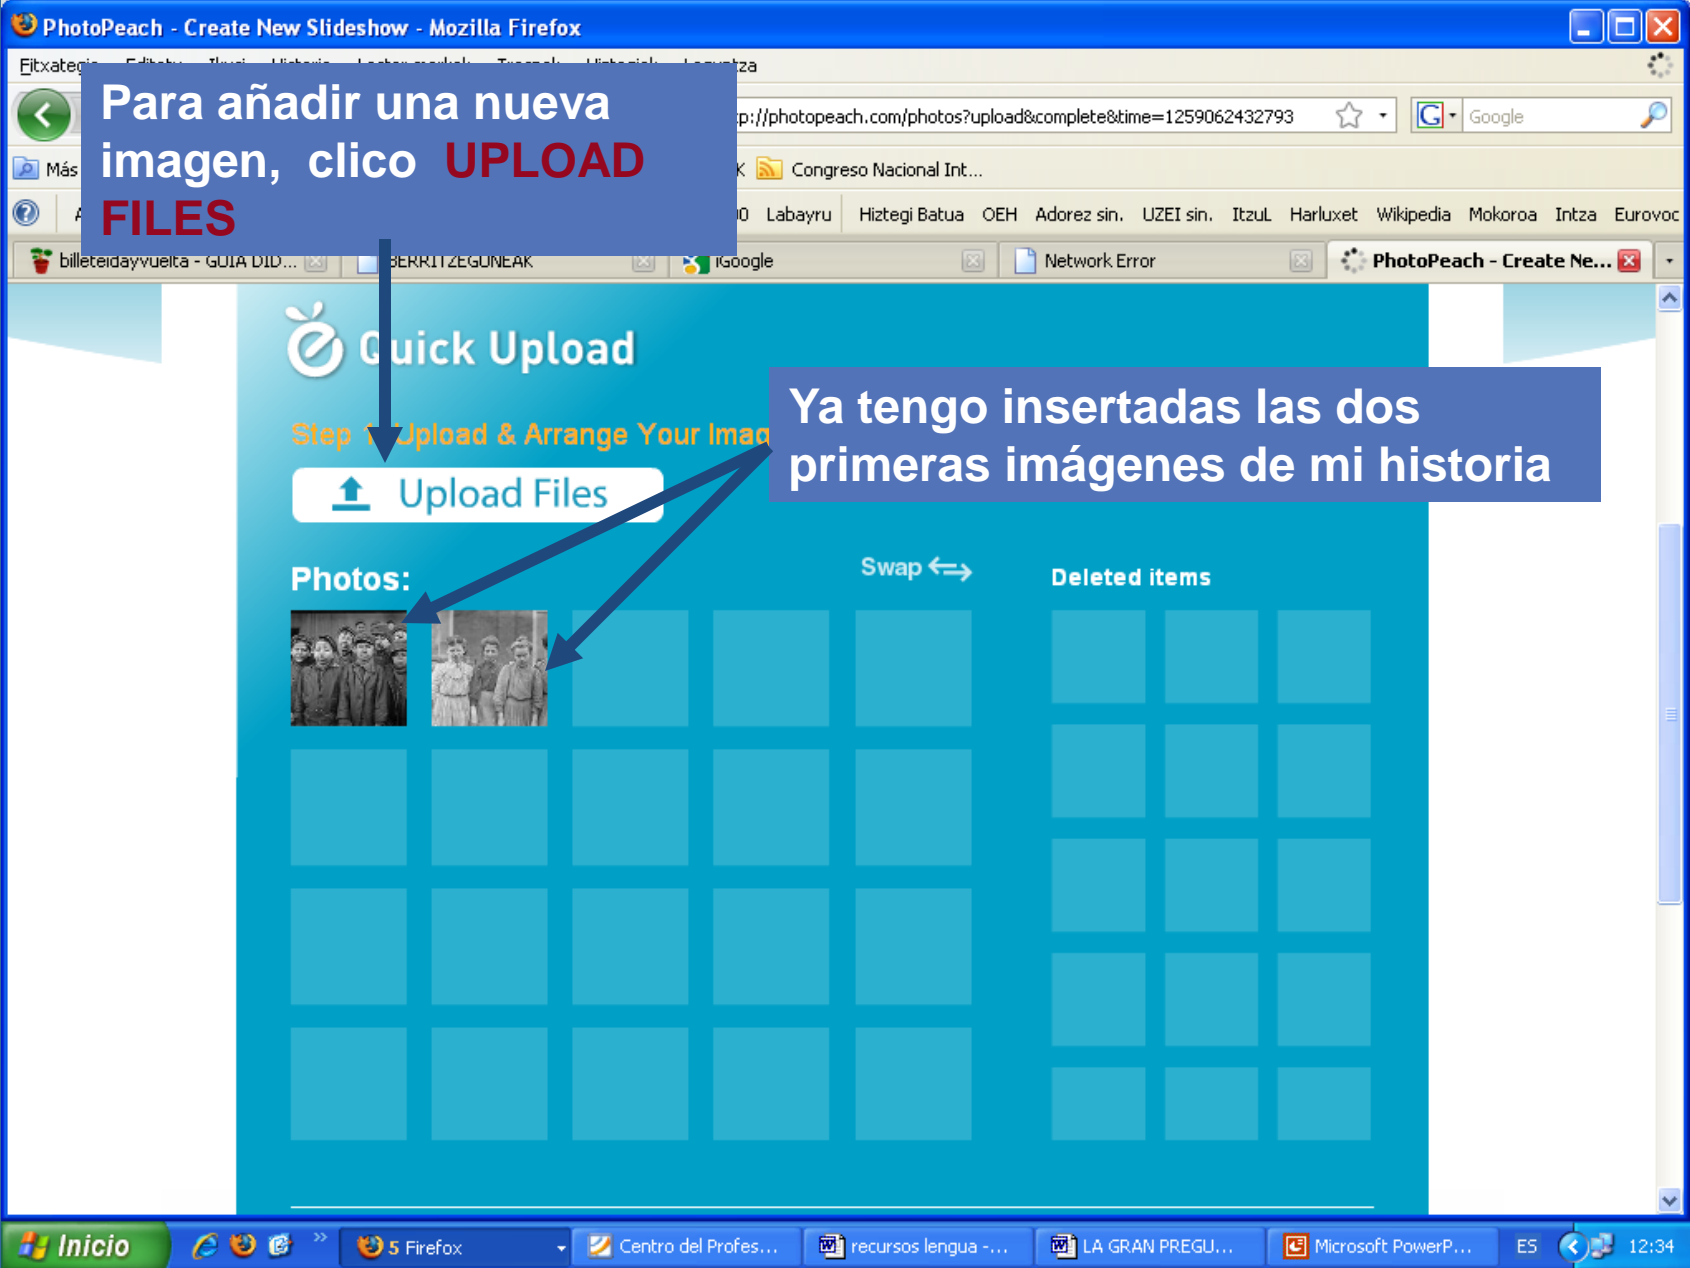 PhotoPeach - Create New Slideshow - Mozilla Firefox
Para añadir una nueva
imagen, clico UPLOAD
FILES
p://photopeach.com/photos?upload&complete&time=1259062432793
Google
Más
K Congreso Nacional Int...
Labayru Hiztegi Batua OEH Adorez sin. UZEI sin. ItzuL Harluxet Wikipedia Mokoroa Intza Eurovoc
billeteidayvuelta - GUIA DID... BERRITZEGUNEAK iGoogle Network Error PhotoPeach - Create Ne...
Quick Upload
Ya tengo insertadas las dos
primeras imágenes de mi historia
Step 1: Upload & Arrange Your Imag
Upload Files
Photos:
Swap
Deleted items
Inicio 5 Firefox Centro del Profes... recursos lengua -... LA GRAN PREGU... Microsoft PowerP... ES 12:34